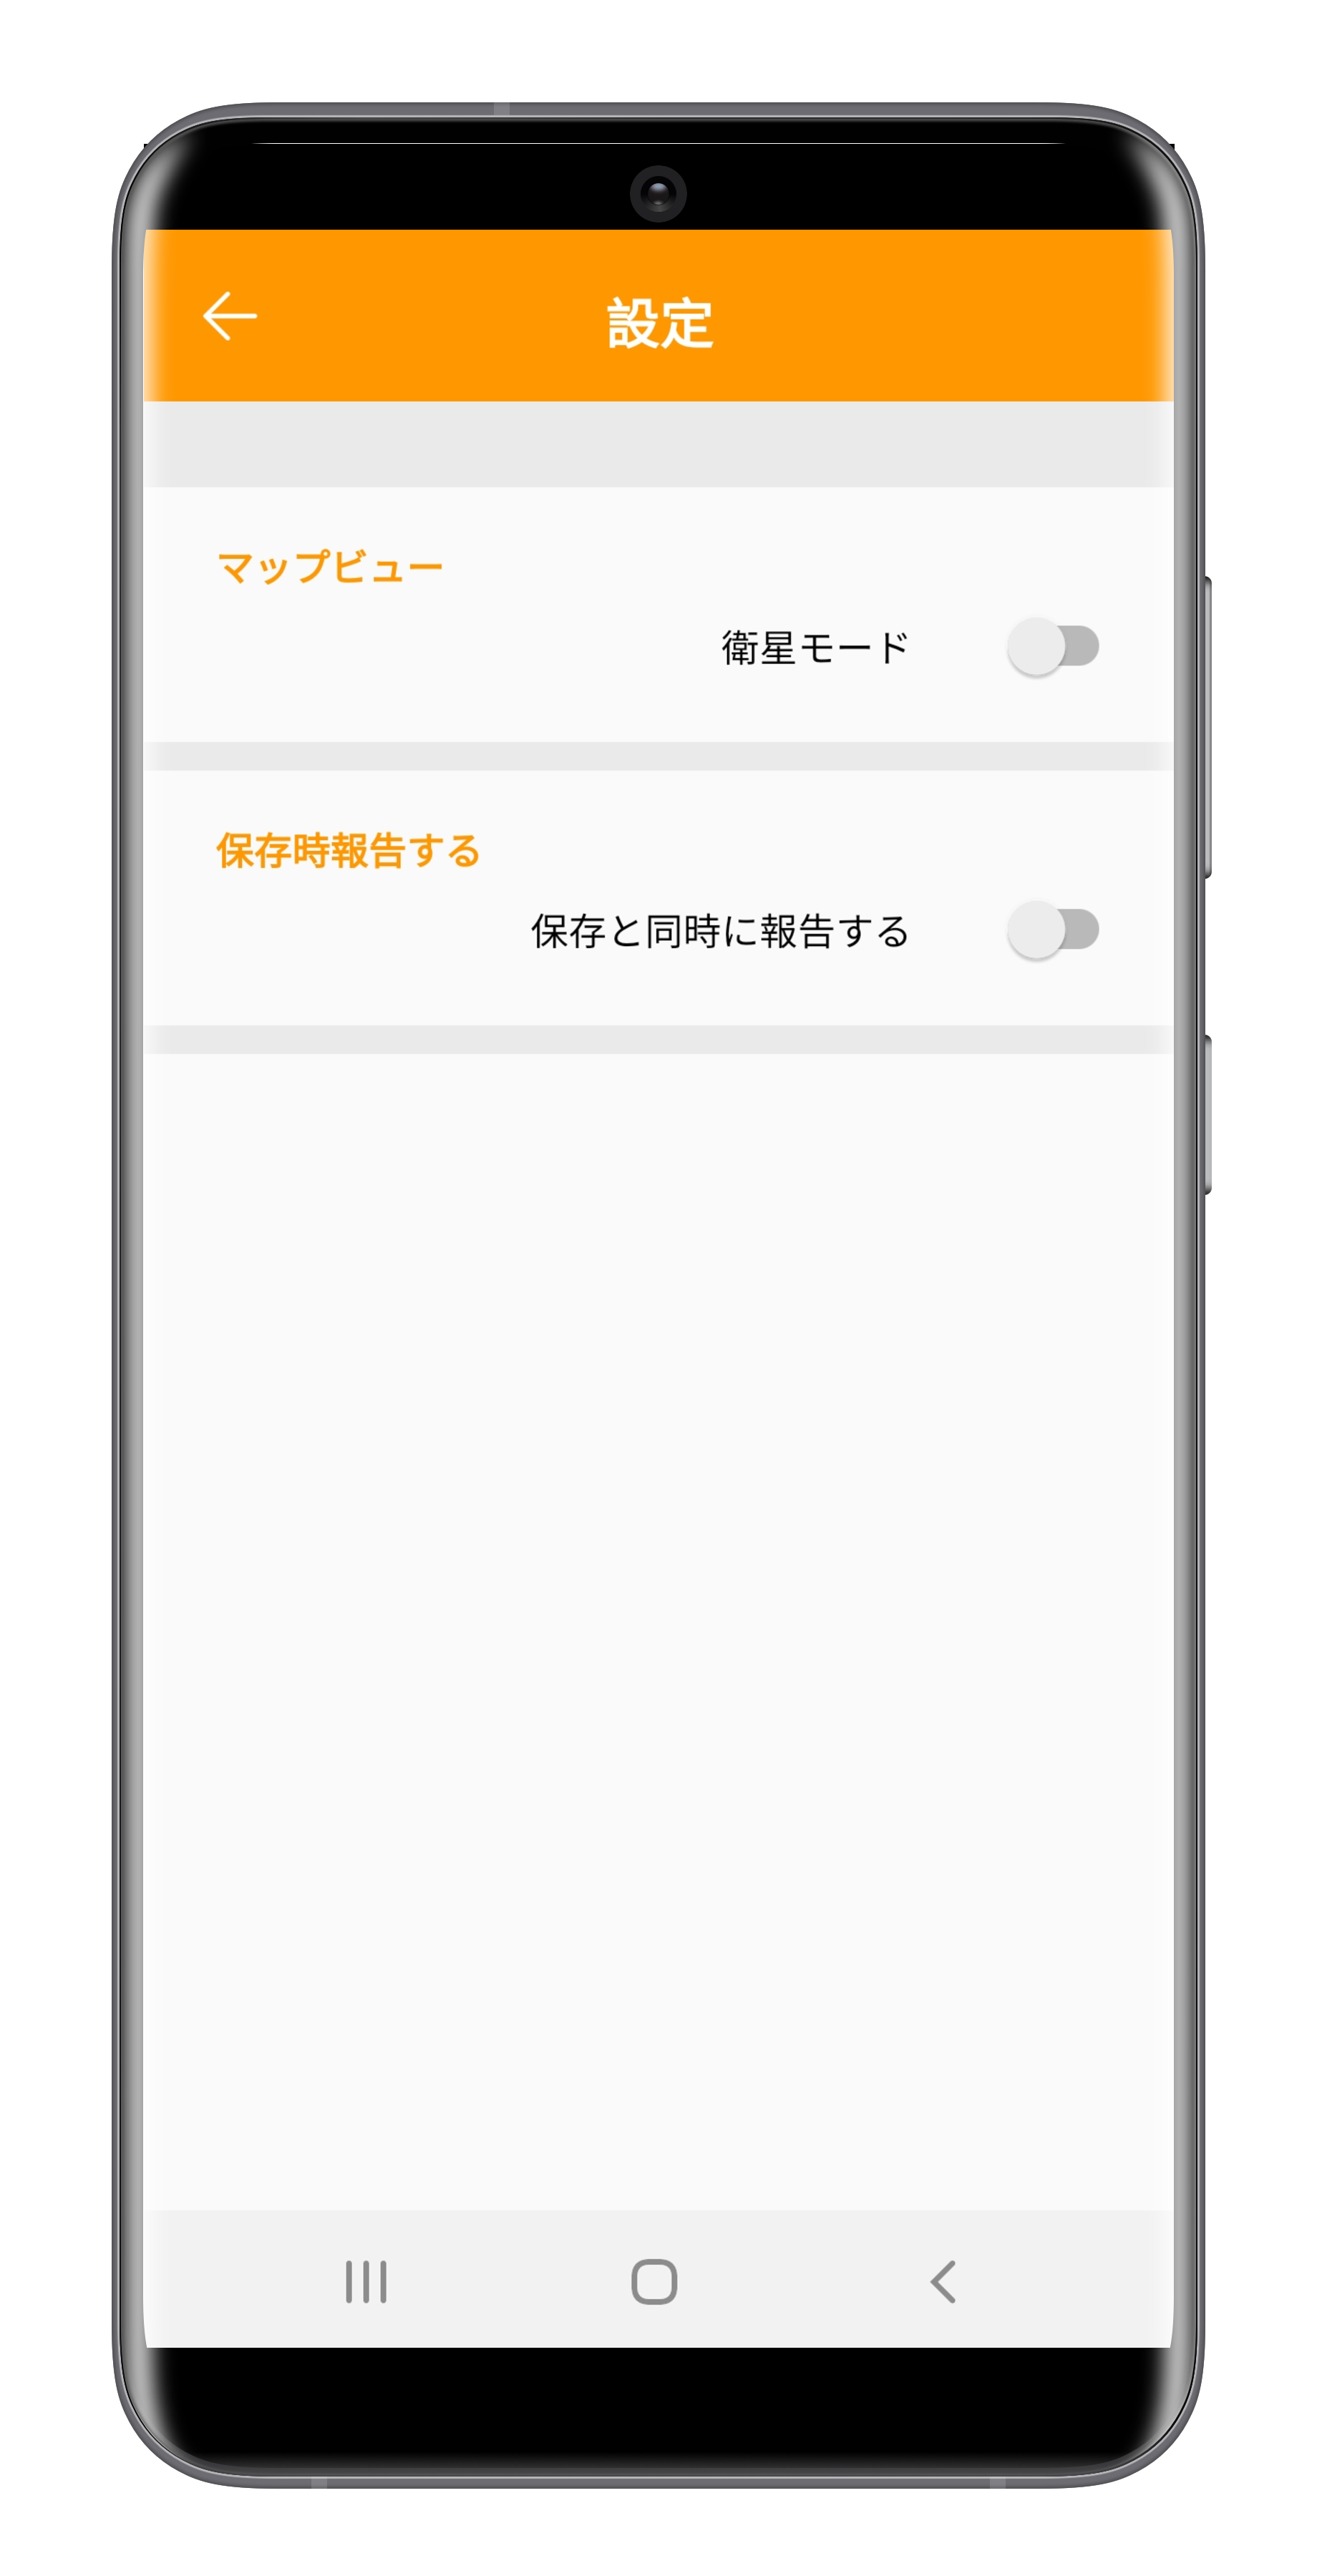 設定
マップビュー
衛星モード
保存時報告する
保存と同時に報告する